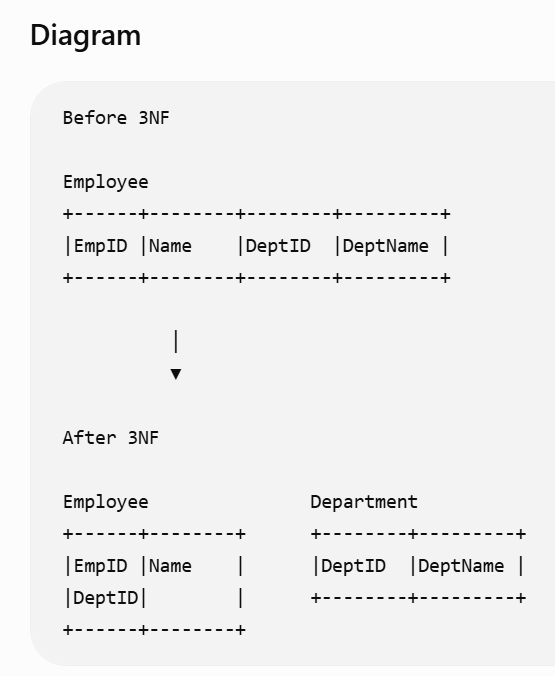 Diagram
Before 3NF
Employee
+------+--------+--------+---------+
|EmpID |Name    |DeptID  |DeptName |
+------+--------+--------+---------+
|
▼
After 3NF
Employee               Department
+------+--------+      +--------+---------+
|EmpID |Name    |      |DeptID  |DeptName |
|DeptID|        |      +--------+---------+
+------+--------+